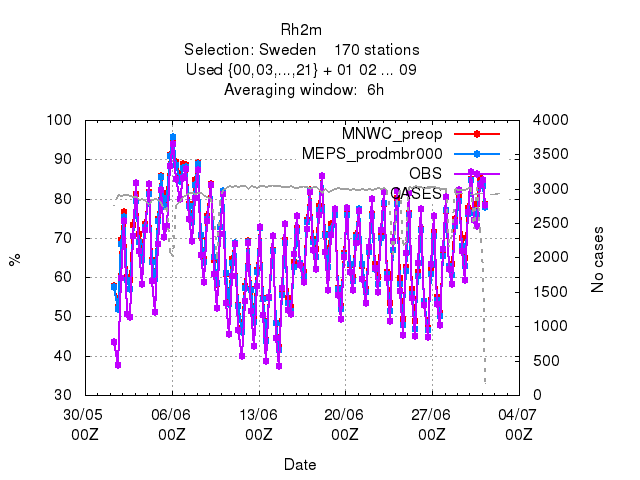 Rh2m
Selection: Sweden    170 stations
Used {00,03,...,21} + 01 02 ... 09
Averaging window:  6h
MNWC_preop
MEPS_prodmbr000
OBS
CASES
100
90
80
70
60
50
40
30
%
4000
3500
3000
2500
2000
1500
1000
500
0
No cases
30/05 06/06 13/06 20/06 27/06 04/07
00Z 00Z 00Z 00Z 00Z 00Z
Date